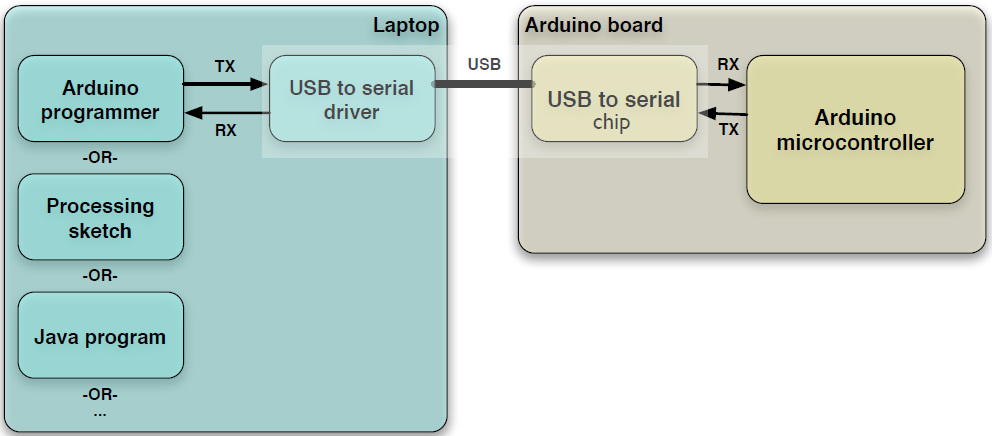 Laptop
Arduino
programmer
TX
RX
USB to serial
driver
-OR-
Processing
sketch
-OR-
Java program
-OR-
...
USB
Arduino board
USB to serial
chip
RX
TX
Arduino
microcontroller